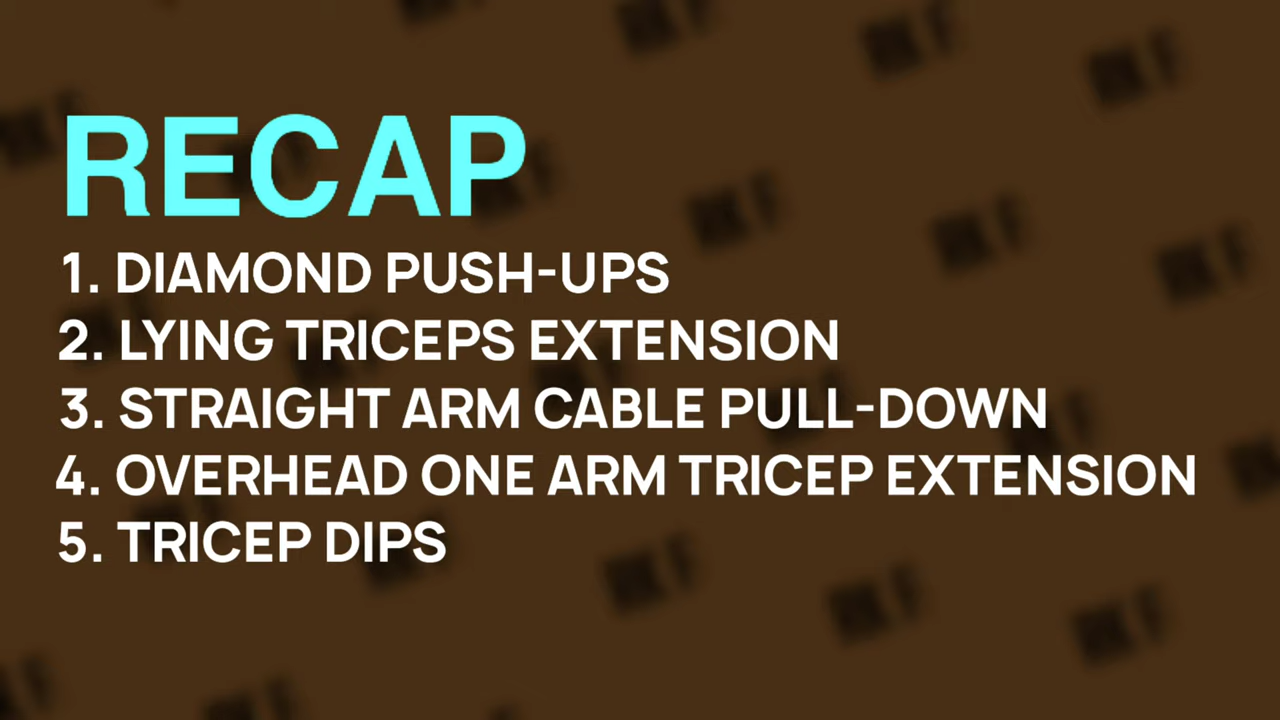 RECAP
1. DIAMOND PUSH-UPS
2. LYING TRICEPS EXTENSION
3. STRAIGHT ARM CABLE PULL-DOWN
4. OVERHEAD ONE ARM TRICEP EXTENSION
5. TRICEP DIPS